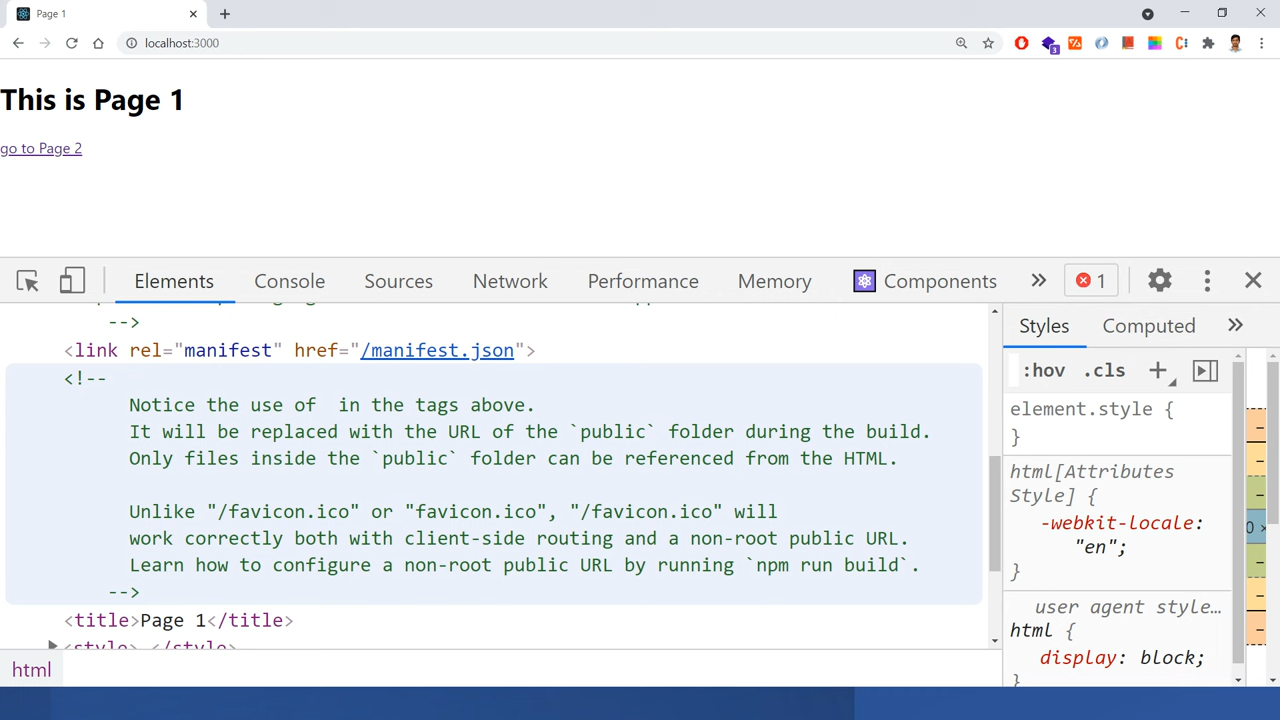 Page 1
localhost:3000
3
This is Page 1
go to Page 2
Elements
Console
Sources
Network
Performance
Memory
Components
1
-->
<link rel="manifest" href="/manifest.json">
<!--
Notice the use of  in the tags above.
It will be replaced with the URL of the `public` folder during the build.
Only files inside the `public` folder can be referenced from the HTML.
Unlike "/favicon.ico" or "favicon.ico", "/favicon.ico" will
work correctly both with client-side routing and a non-root public URL.
Learn how to configure a non-root public URL by running `npm run build`.
-->
<title>Page 1</title>
<style> </style>
html
Styles
Computed
:hov .cls
element.style {
}
html[Attributes
Style] {
-webkit-locale:
"en";
}
user agent style…
html {
display: block;
}